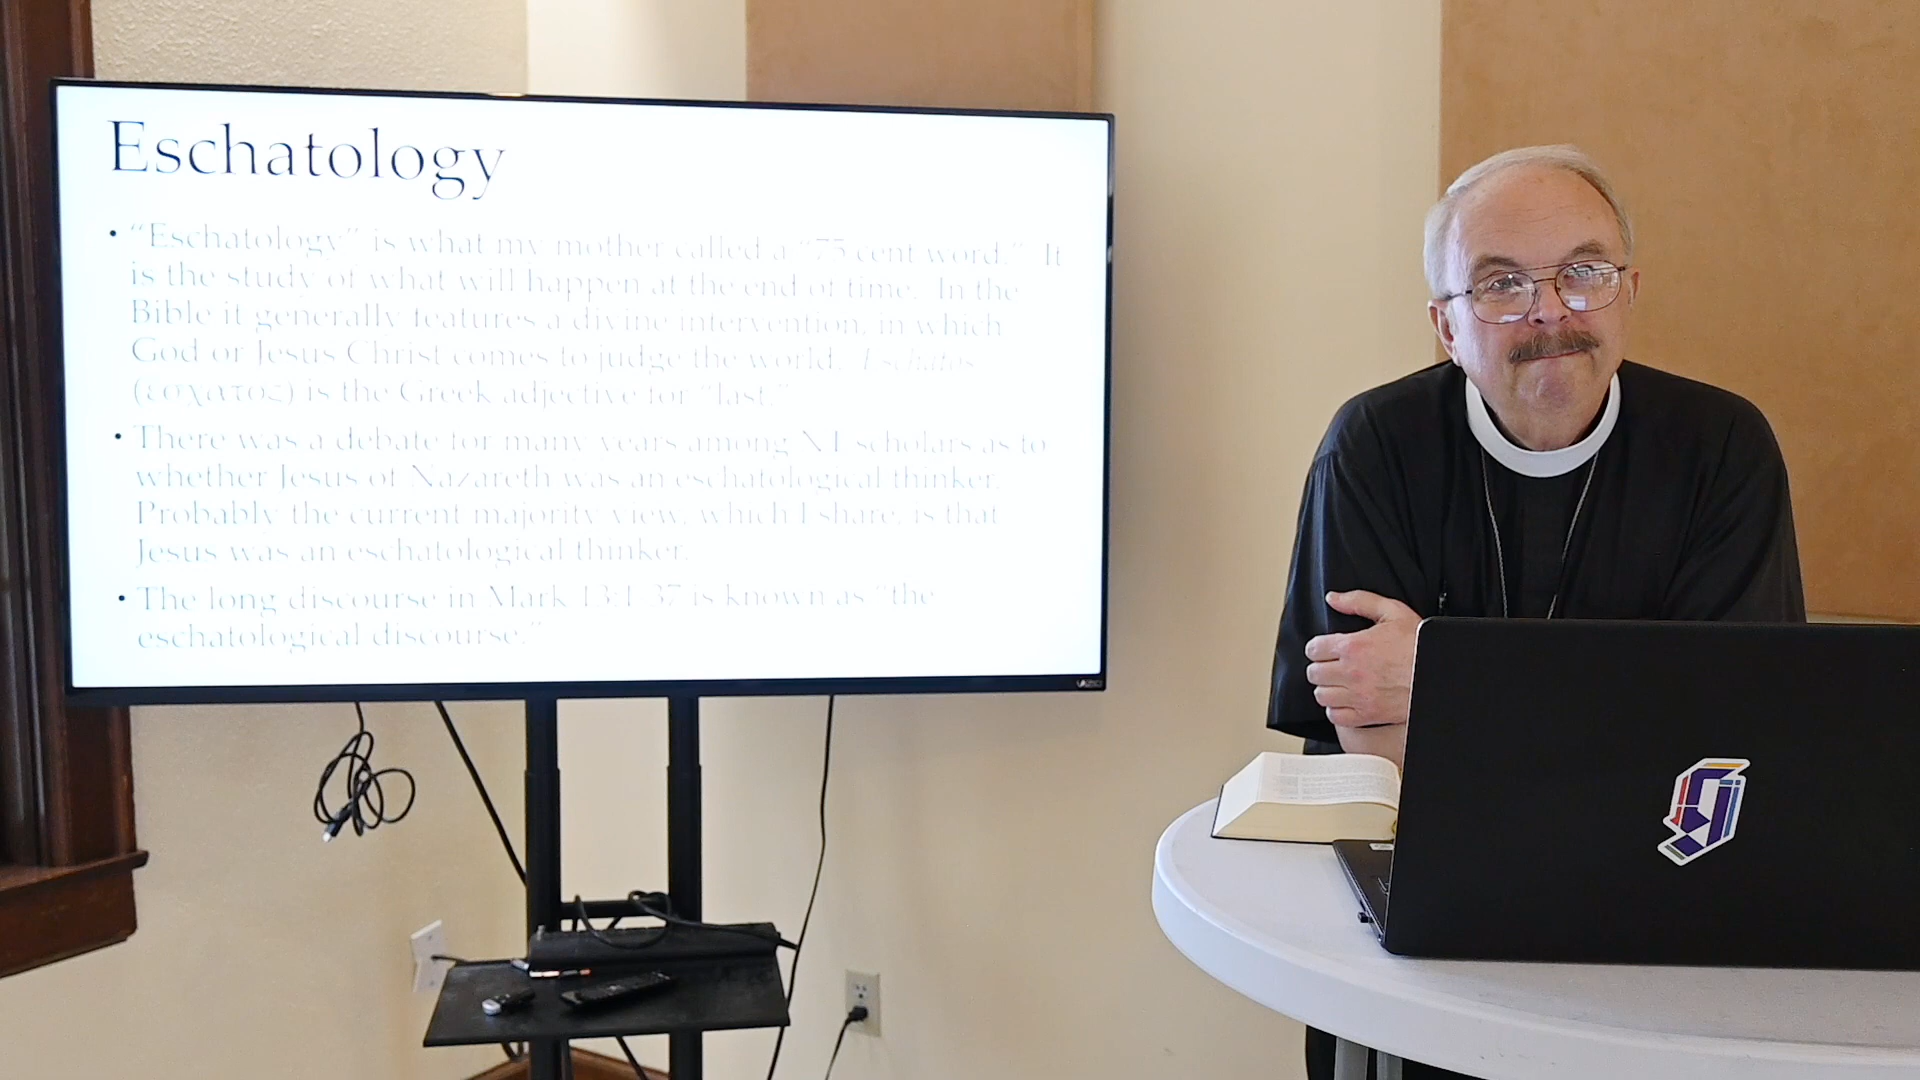 Eschatology
• “Eschatology” is what my mother called a “75 cent word.” It
is the study of what will happen at the end of time. In the
Bible it generally features a divine intervention, in which
God or Jesus Christ comes to judge the world. Eschatos
(εσχατος) is the Greek adjective for “last.”
• There was a debate for many years among NT scholars as to
whether Jesus of Nazareth was an eschatological thinker.
Probably the current majority view, which I share, is that
Jesus was an eschatological thinker.
• The long discourse in Mark 13:1-37 is known as “the
eschatological discourse.”
VIZIO